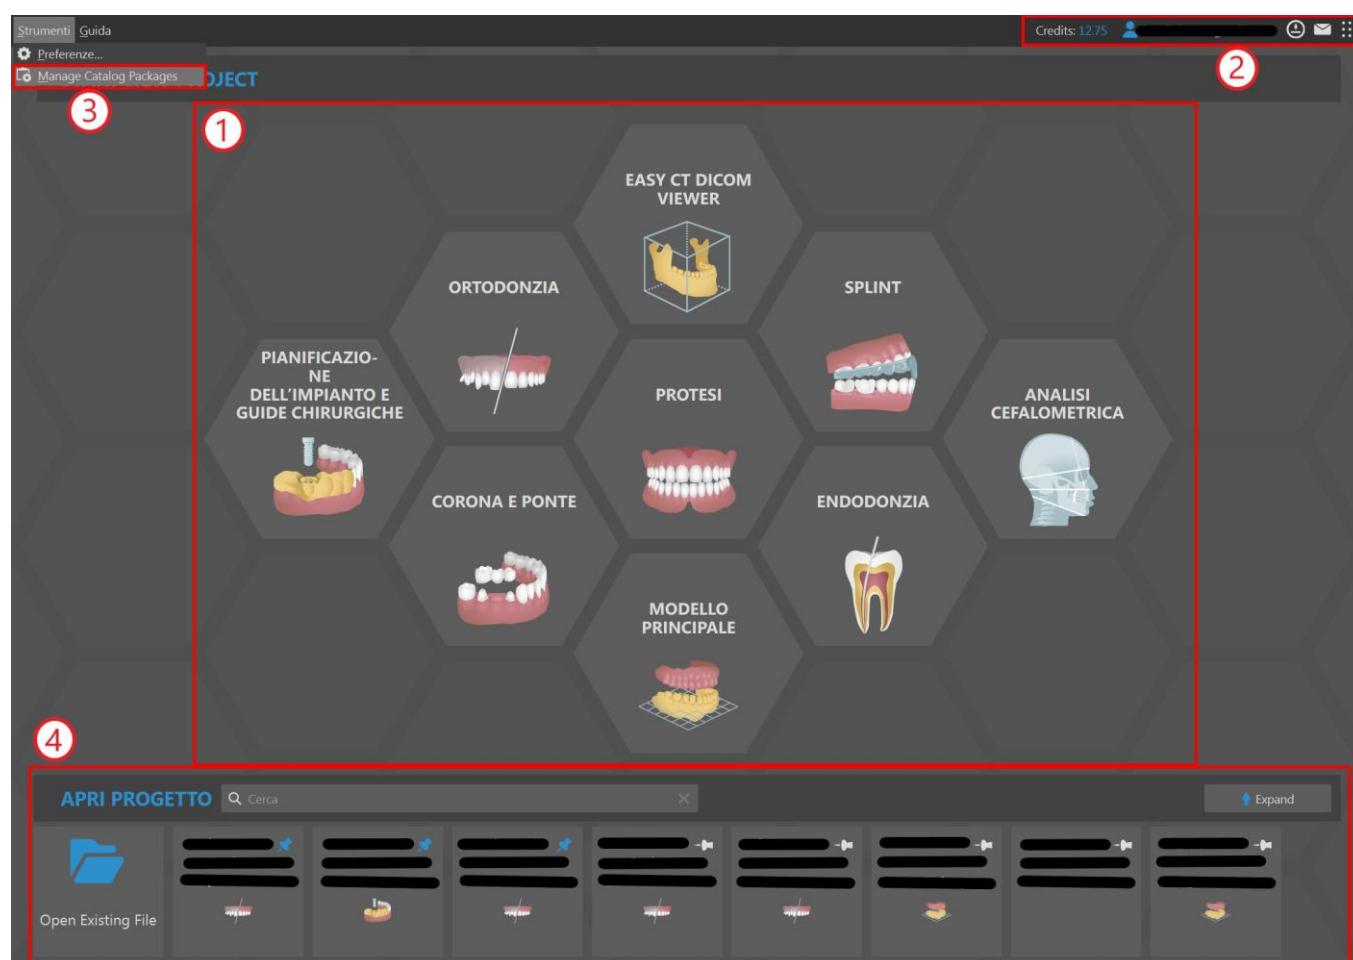 Strumenti Guida
Credits: 12.75
Preferenze...
Manage Catalog Packages
OJECT
2
3
1
EASY CT DICOM
VIEWER
ORTODONZIA
SPLINT
PIANIFICAZIO-
NE
DELL'IMPIANTO E
GUIDE CHIRURGICHE
PROTESI
ANALISI
CEFALOMETRICA
CORONA E PONTE
ENDODONZIA
MODELLO
PRINCIPALE
4
APRI PROGETTO
Cerca
Expand
Open Existing File